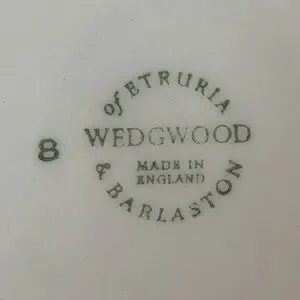 of ETRURIA
8 WEDGWOOD
MADE IN
ENGLAND
& BARLASTON